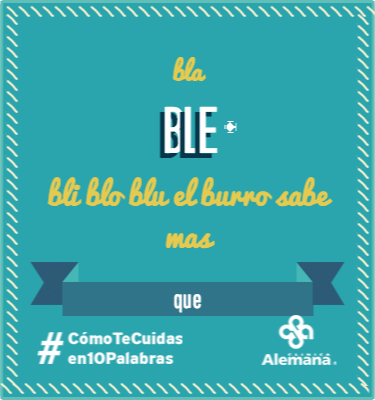 bla
BLE
bli blo blu el burro sabe
mas
que
#CómoTeCuidas
en10Palabras
Alemana